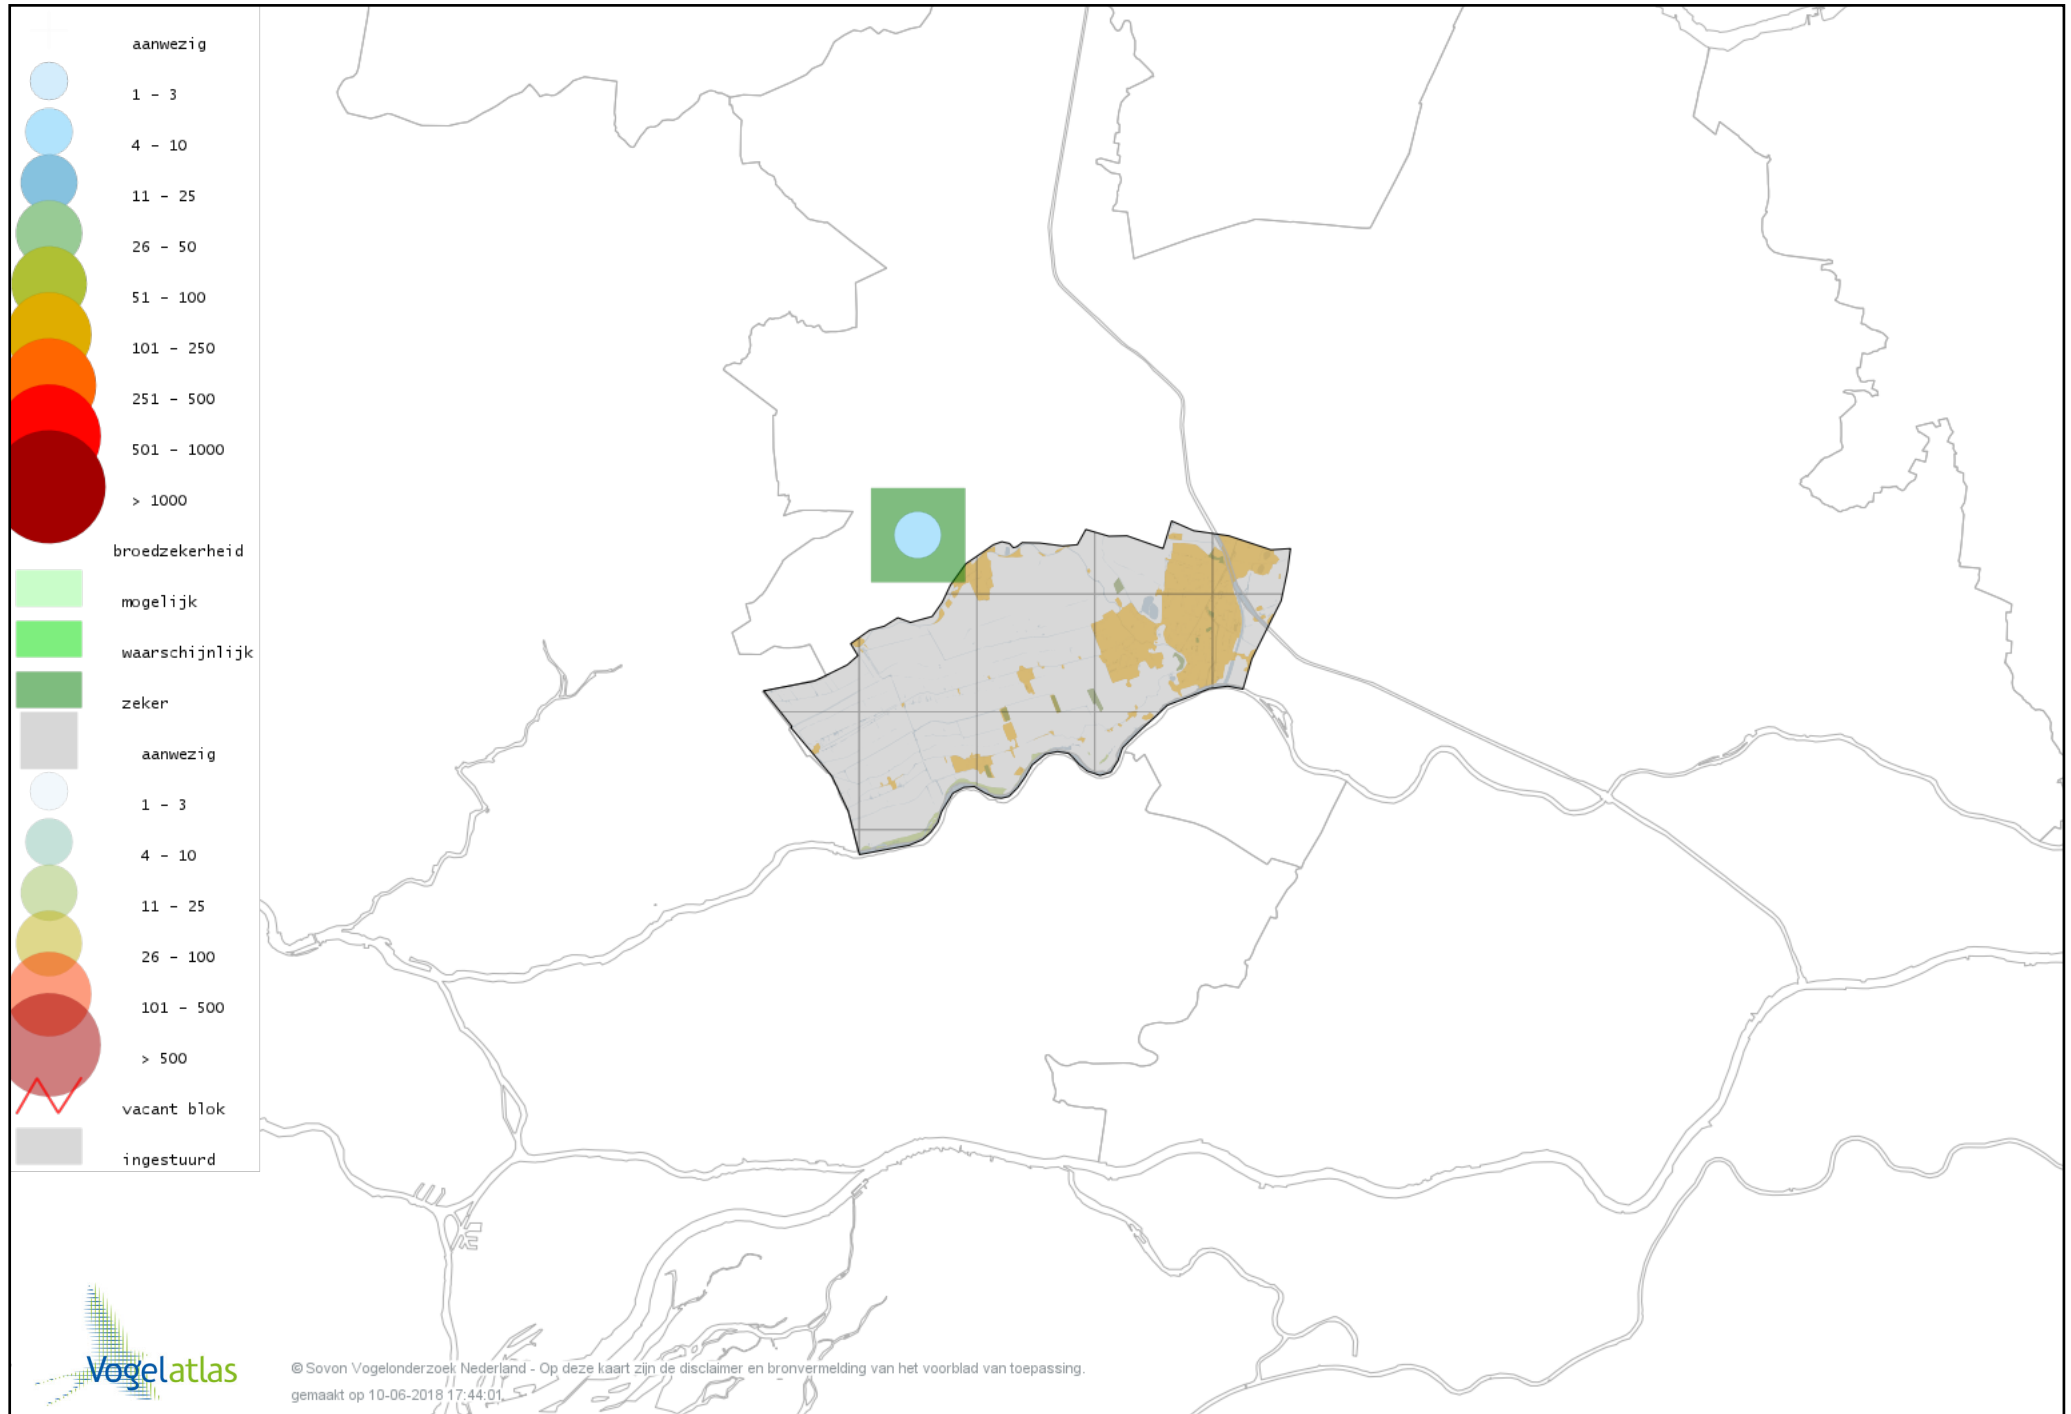 aanwezig
1 – 3
4 – 10
11 – 25
26 – 50
51 – 100
101 – 250
251 – 500
501 – 1000
> 1000
broedzekerheid
mogelijk
waarschijnlijk
zeker
aanwezig
1 – 3
4 – 10
11 – 25
26 – 100
101 – 500
> 500
vacant blok
ingestuurd
Vogelatlas
© Sovon Vogelonderzoek Nederland - Op deze kaart zijn de disclaimer en bronvermelding van het voorblad van toepassing.
gemaakt op 10-06-2018 17:44:01